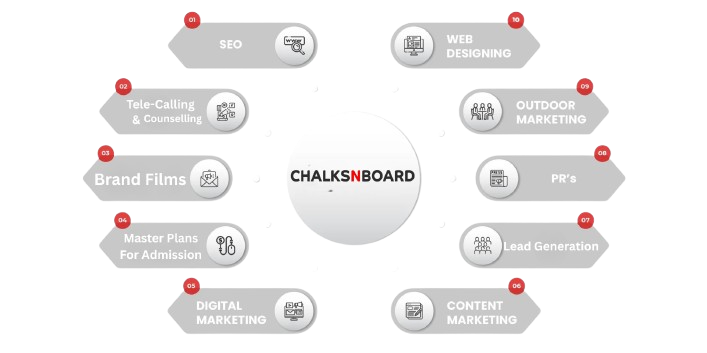 01
SEO
02
Tele-Calling
& Counselling
03
Brand Films
04
Master Plans
For Admission
05
DIGITAL
MARKETING
CHALKSNBOARD
10
WEB
DESIGNING
09
OUTDOOR
MARKETING
08
PR's
07
Lead Generation
06
CONTENT
MARKETING